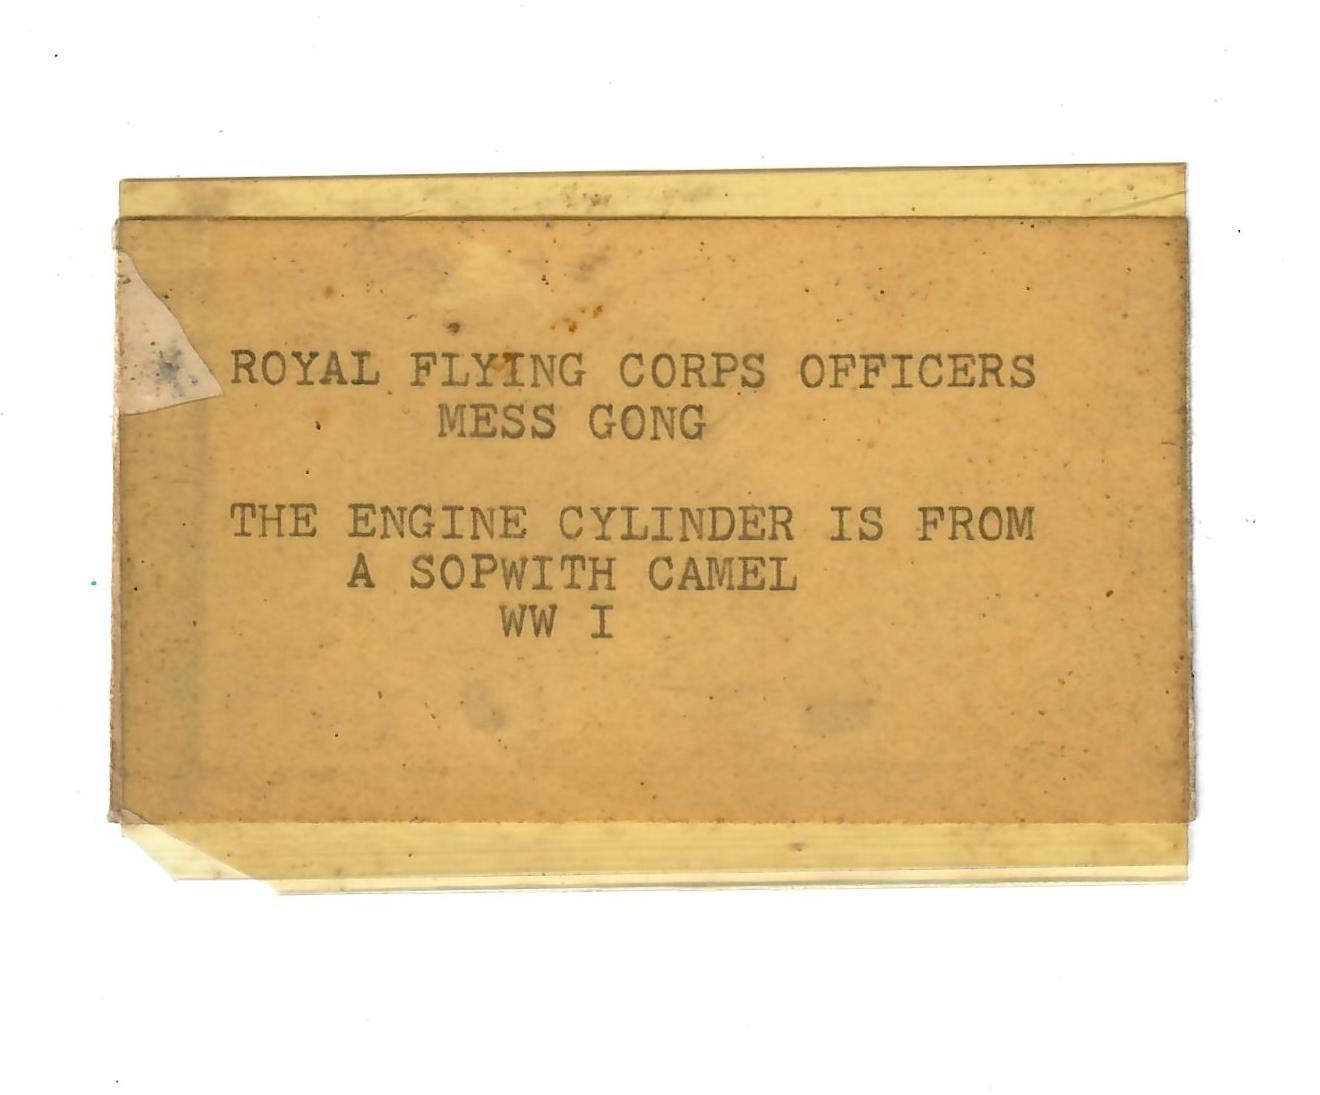 ROYAL FLYING CORPS OFFICERS
MESS GONG
THE ENGINE CYLINDER IS FROM
A SOPWITH CAMEL
WW I